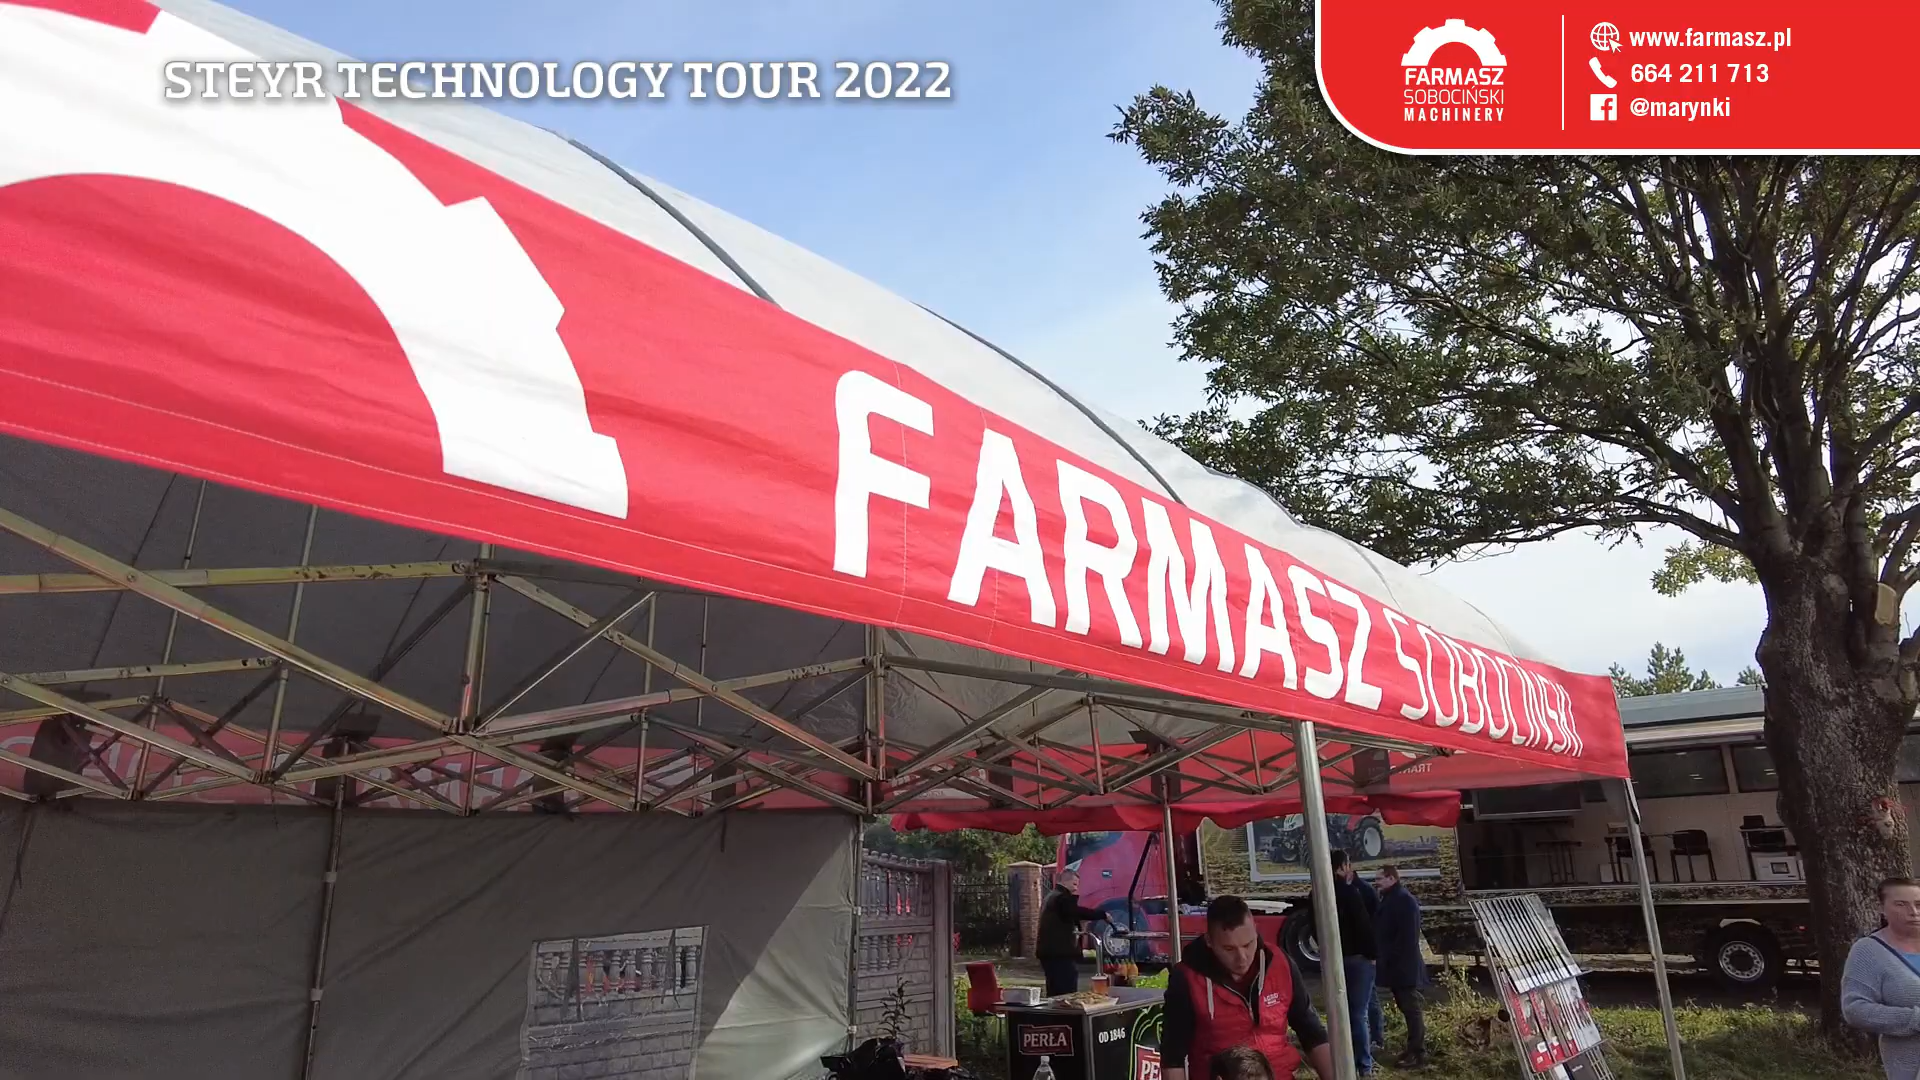 STEYR TECHNOLOGY TOUR 2022
FARMASZ
SOBOCIŃSKI
MACHINERY
www.farmasz.pl
664 211 713
@marynki
FARMASZ SOBOCIŃSKI
PERŁA
OD 1846